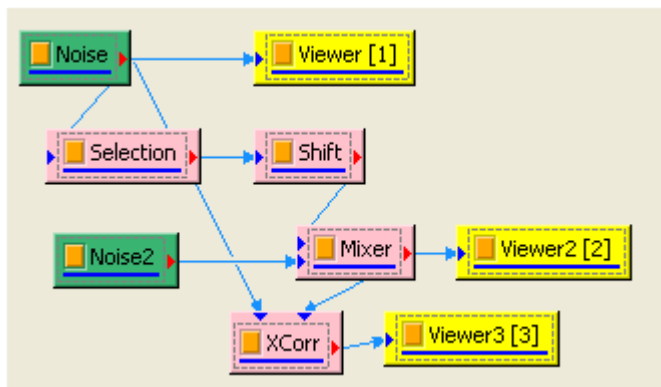 Noise
Viewer [1]
Selection
Shift
Noise2
Mixer
Viewer2 [2]
XCorr
Viewer3 [3]